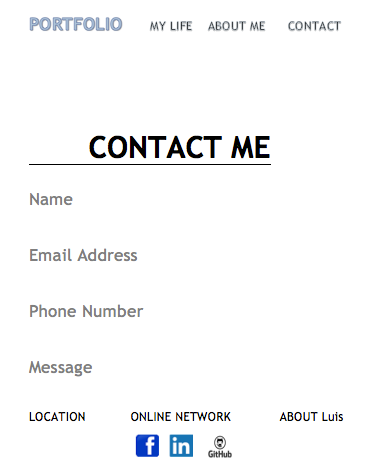 PORTFOLIO MY LIFE ABOUT ME CONTACT
CONTACT ME
Name
Email Address
Phone Number
Message
LOCATION ONLINE NETWORK ABOUT Luis
f in GitHub